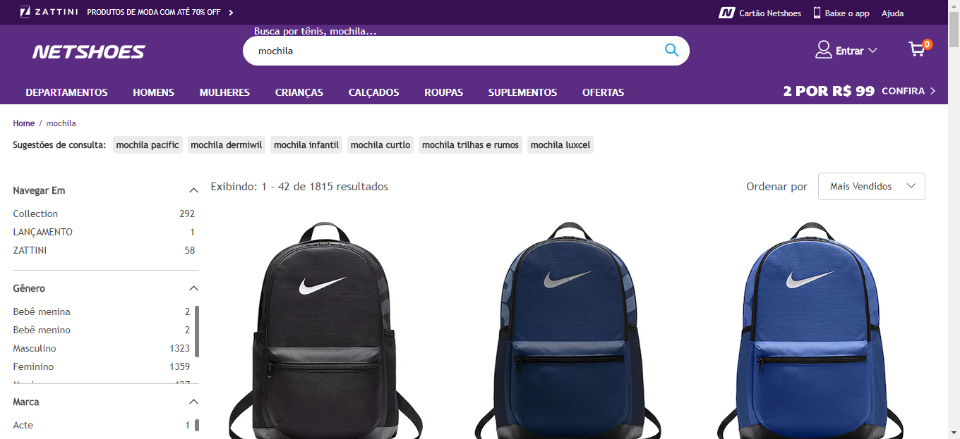 ZATTINI PRODUTOS DE MODA COM ATÉ 70% OFF
Cartão Netshoes
Baixe o app
Ajuda
NETSHOES
Busca por tênis, mochila...
mochila
Entrar
0
DEPARTAMENTOS
HOMENS
MULHERES
CRIANÇAS
CALÇADOS
ROUPAS
SUPLEMENTOS
OFERTAS
2 POR R$ 99 CONFIRA
Home / mochila
Sugestões de consulta: mochila pacific mochila dermiwil mochila infantil mochila curtlo mochila trilhas e rumos mochila luxcel
Navegar Em
Collection 292
LANÇAMENTO 1
ZATTINI 58
Gênero
Bebê menina 2
Bebê menino 2
Masculino 1323
Feminino 1359
Marca
Acte 1
Exibindo: 1 - 42 de 1815 resultados
Ordenar por Mais Vendidos